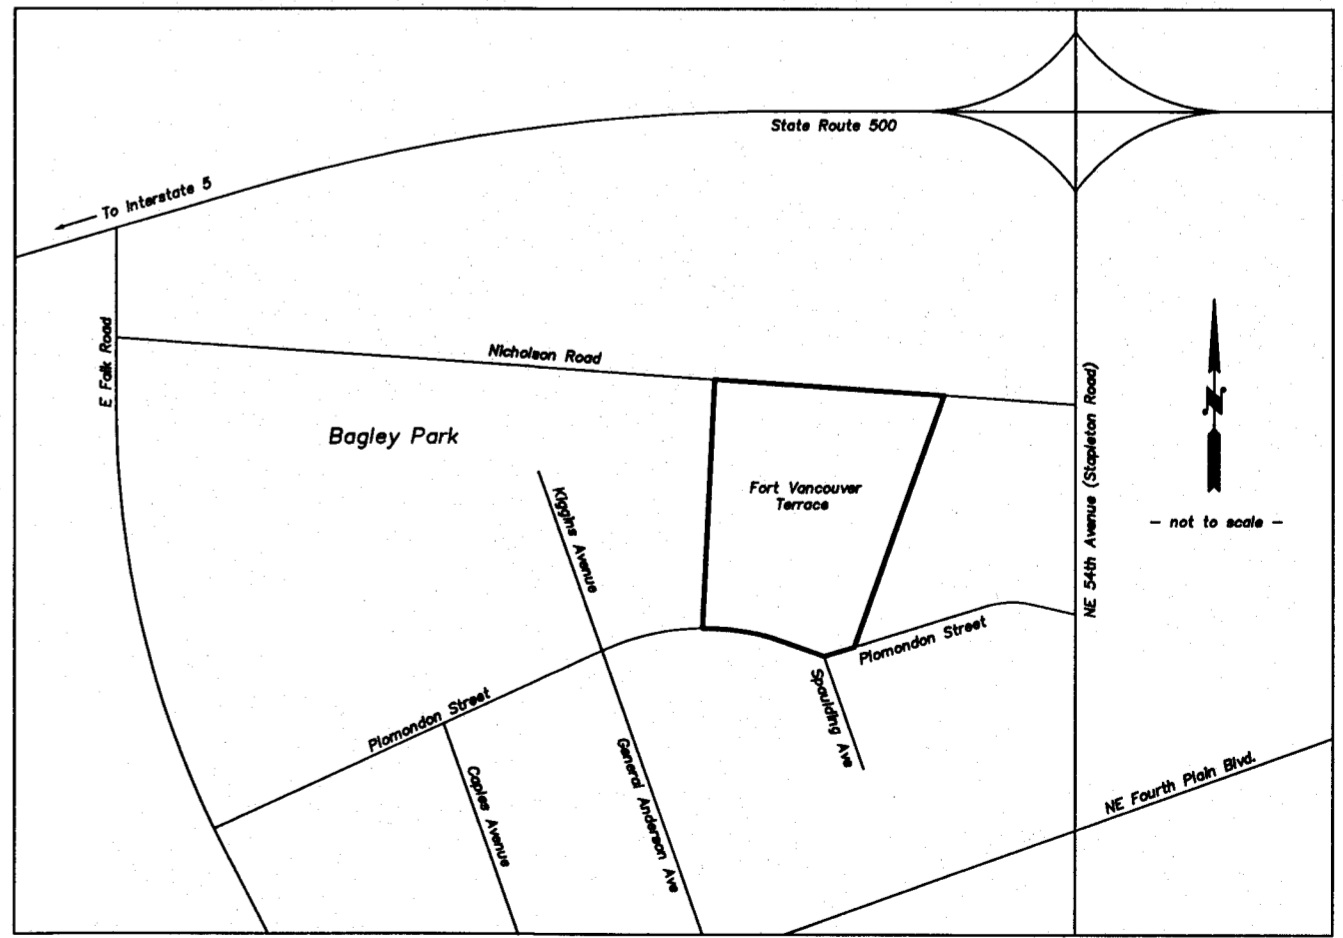 State Route 500
To Interstate 5
E Falk Road
Nicholson Road
NE 54th Avenue (Stapleton Road)
N
Bagley Park
Fort Vancouver
Terrace
Kiggins Avenue
- not to scale -
Plomondon Street
Spaulding Ave
Plomondon Street
General Anderson Ave
Caples Avenue
NE Fourth Plain Blvd.